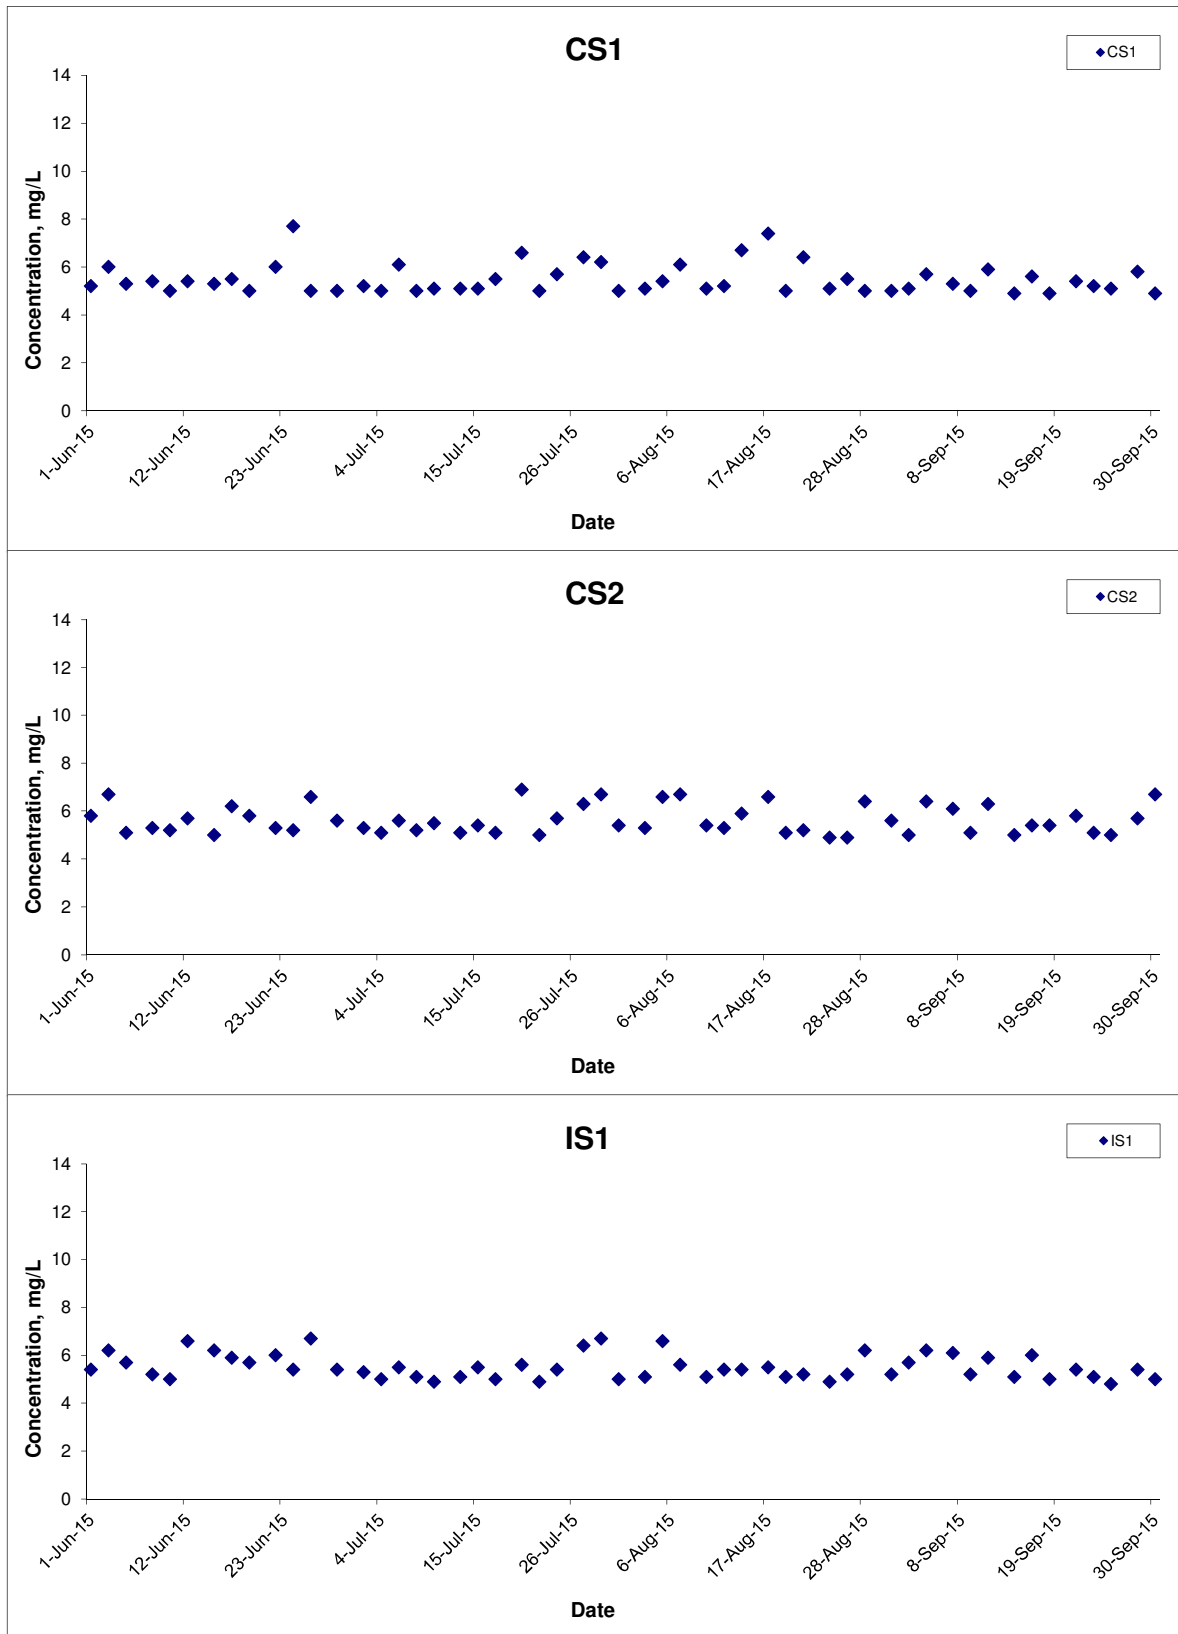 CS1
CS1
14
12
10
8
6
4
2
0
Concentration, mg/L
1-Jun-15
12-Jun-15
23-Jun-15
4-Jul-15
15-Jul-15
26-Jul-15
6-Aug-15
17-Aug-15
28-Aug-15
8-Sep-15
19-Sep-15
30-Sep-15
Date
CS2
CS2
14
12
10
8
6
4
2
0
Concentration, mg/L
1-Jun-15
12-Jun-15
23-Jun-15
4-Jul-15
15-Jul-15
26-Jul-15
6-Aug-15
17-Aug-15
28-Aug-15
8-Sep-15
19-Sep-15
30-Sep-15
Date
IS1
IS1
14
12
10
8
6
4
2
0
Concentration, mg/L
1-Jun-15
12-Jun-15
23-Jun-15
4-Jul-15
15-Jul-15
26-Jul-15
6-Aug-15
17-Aug-15
28-Aug-15
8-Sep-15
19-Sep-15
30-Sep-15
Date